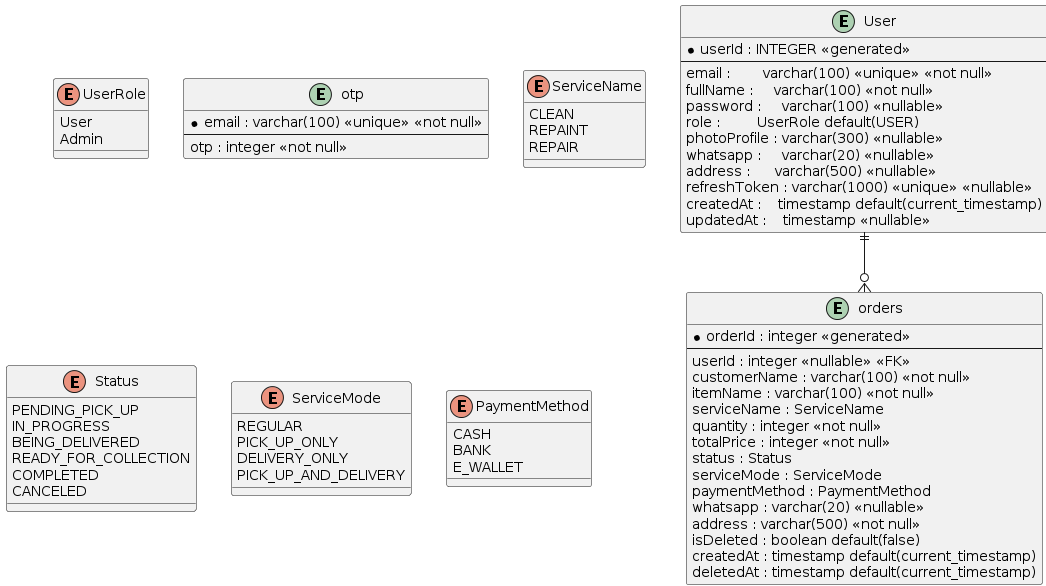 E UserRole
User
Admin
E otp
email : varchar(100) «unique» «not null»
otp : integer «not null»
E ServiceName
CLEAN
REPAINT
REPAIR
E User
userId : INTEGER «generated»
email : varchar(100) «unique» «not null»
fullName : varchar(100) «not null»
password : varchar(100) «nullable»
role : UserRole default(USER)
photoProfile : varchar(300) «nullable»
whatsapp : varchar(20) «nullable»
address : varchar(500) «nullable»
refreshToken : varchar(1000) «unique» «nullable»
createdAt : timestamp default(current_timestamp)
updatedAt : timestamp «nullable»
E Status
PENDING_PICK_UP
IN_PROGRESS
BEING_DELIVERED
READY_FOR_COLLECTION
COMPLETED
CANCELED
E ServiceMode
REGULAR
PICK_UP_ONLY
DELIVERY_ONLY
PICK_UP_AND_DELIVERY
E PaymentMethod
CASH
BANK
E_WALLET
E orders
orderId : integer «generated»
userId : integer «nullable» «FK»
customerName : varchar(100) «not null»
itemName : varchar(100) «not null»
serviceName : ServiceName
quantity : integer «not null»
totalPrice : integer «not null»
status : Status
serviceMode : ServiceMode
paymentMethod : PaymentMethod
whatsapp : varchar(20) «nullable»
address : varchar(500) «not null»
isDeleted : boolean default(false)
createdAt : timestamp default(current_timestamp)
deletedAt : timestamp default(current_timestamp)